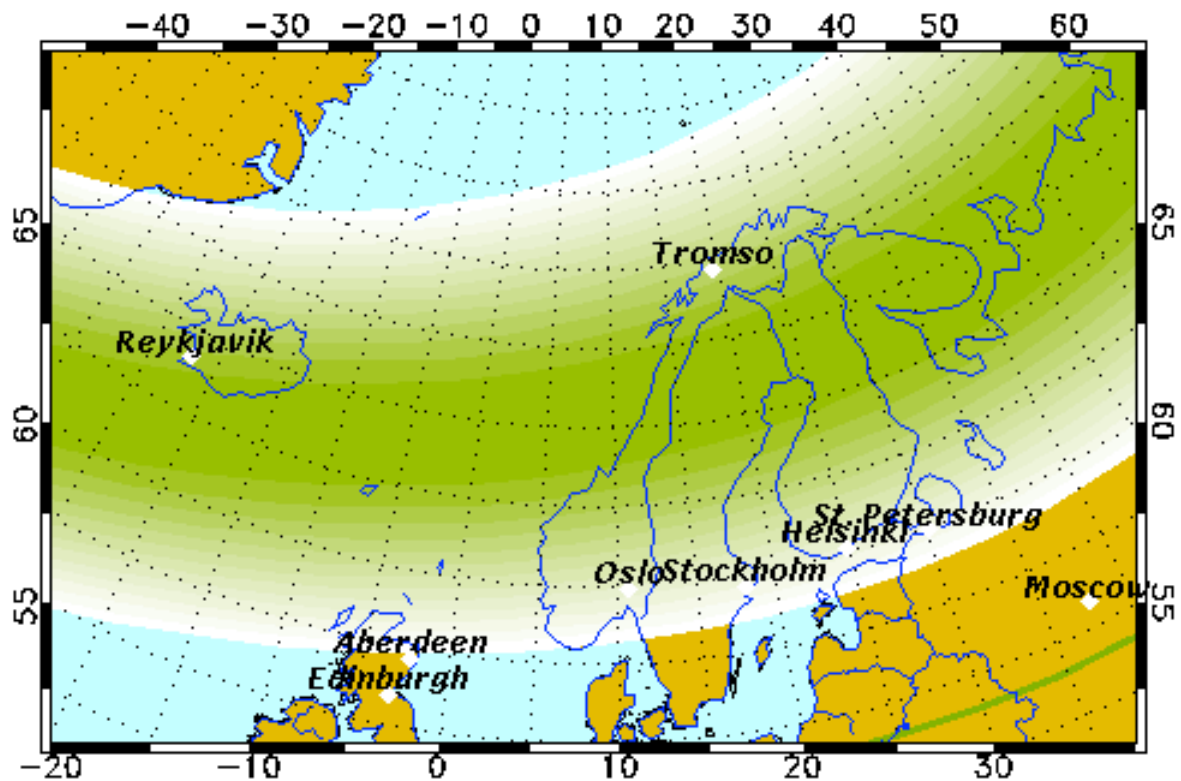 -40 -30 -20 -10 0 10 20 30 40 50 60
65 65
Tromso
Reykjavik
60 60
St. Petersburg
Helsinki
Oslo Stockholm
Moscow
55 55
Aberdeen
Edinburgh
-20 -10 0 10 20 30